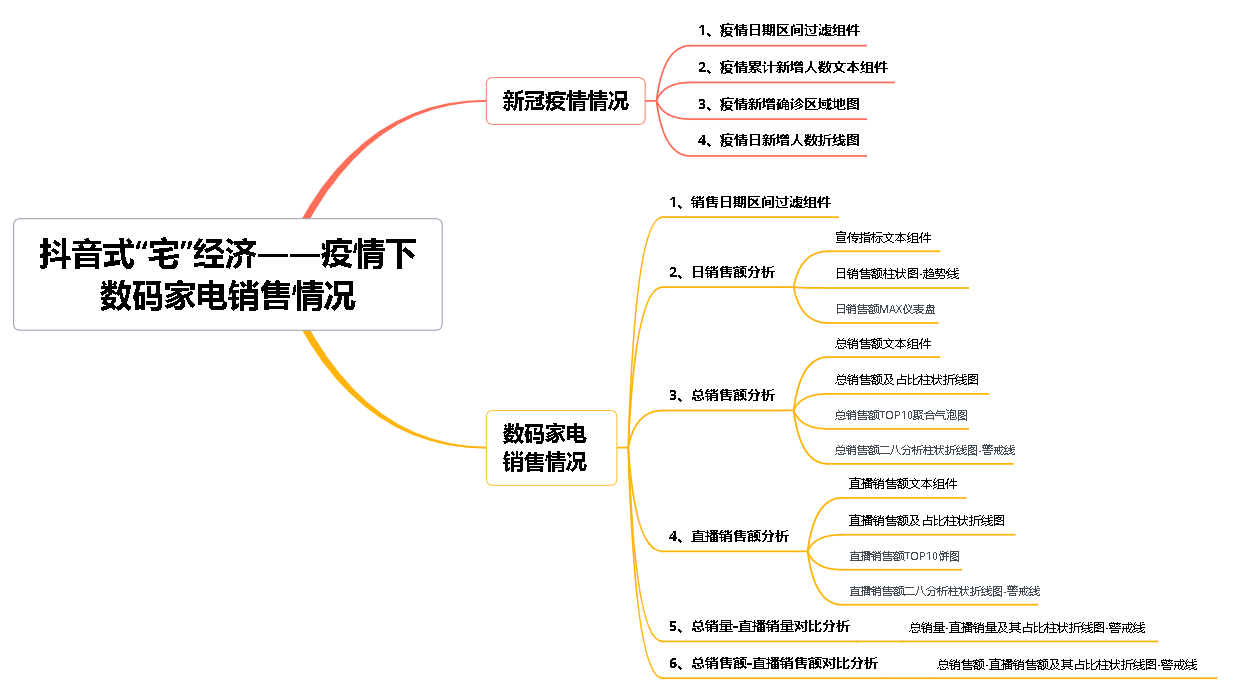 抖音式“宅”经济——疫情下
数码家电销售情况
新冠疫情情况
1、疫情日期区间过滤组件
2、疫情累计新增人数文本组件
3、疫情新增确诊区域地图
4、疫情日新增人数折线图
数码家电
销售情况
1、销售日期区间过滤组件
2、日销售额分析
宣传指标文本组件
日销售额柱状图-趋势线
日销售额MAX仪表盘
3、总销售额分析
总销售额文本组件
总销售额及占比柱状折线图
总销售额TOP10聚合气泡图
总销售额二八分析柱状折线图-警戒线
4、直播销售额分析
直播销售额文本组件
直播销售额及占比柱状折线图
直播销售额TOP10饼图
直播销售额二八分析柱状折线图-警戒线
5、总销量-直播销量对比分析
总销量-直播销量及其占比柱状折线图-警戒线
6、总销售额-直播销售额对比分析
总销售额-直播销售额及其占比柱状折线图-警戒线